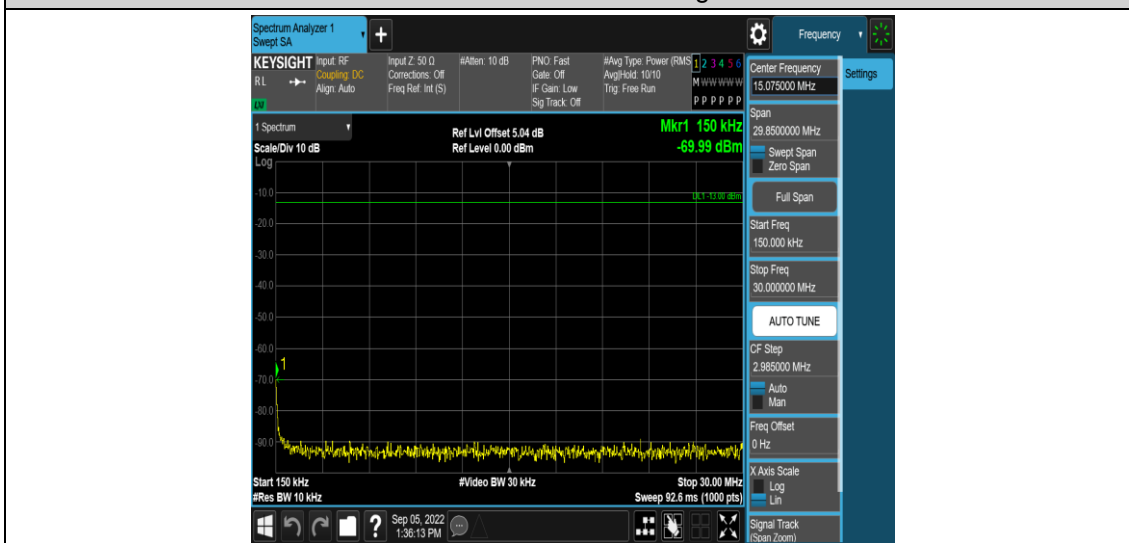 Spectrum Analyzer 1
Swept SA
+
Frequency
KEYSIGHT
RL
LXI
Input: RF
Coupling: DC
Align: Auto
Input Z: 50 Ω
Corrections: Off
Freq Ref: Int (S)
#Atten: 10 dB
PNO: Fast
Gate: Off
IF Gain: Low
Sig Track: Off
#Avg Type: Power (RMS
Avg|Hold: 10/10
Trig: Free Run
1 2 3 4 5 6
M W W W W W
P P P P P P
1 Spectrum
Scale/Div 10 dB
Log
Ref Lvl Offset 5.04 dB
Ref Level 0.00 dBm
Mkr1 150 kHz
-69.99 dBm
DL1 -13.00 dBm
-10.0
-20.0
-30.0
-40.0
-50.0
-60.0
-70.0
-80.0
-90.0
1
Start 150 kHz
#Video BW 30 kHz
Stop 30.00 MHz
#Res BW 10 kHz
Sweep 92.6 ms (1000 pts)
?
Sep 05, 2022
1:36:13 PM
Center Frequency
15.075000 MHz
Settings
Span
29.8500000 MHz
Swept Span
Zero Span
Full Span
Start Freq
150.000 kHz
Stop Freq
30.000000 MHz
AUTO TUNE
CF Step
2.985000 MHz
Auto
Man
Freq Offset
0 Hz
X Axis Scale
Log
Lin
Signal Track
(Span Zoom)